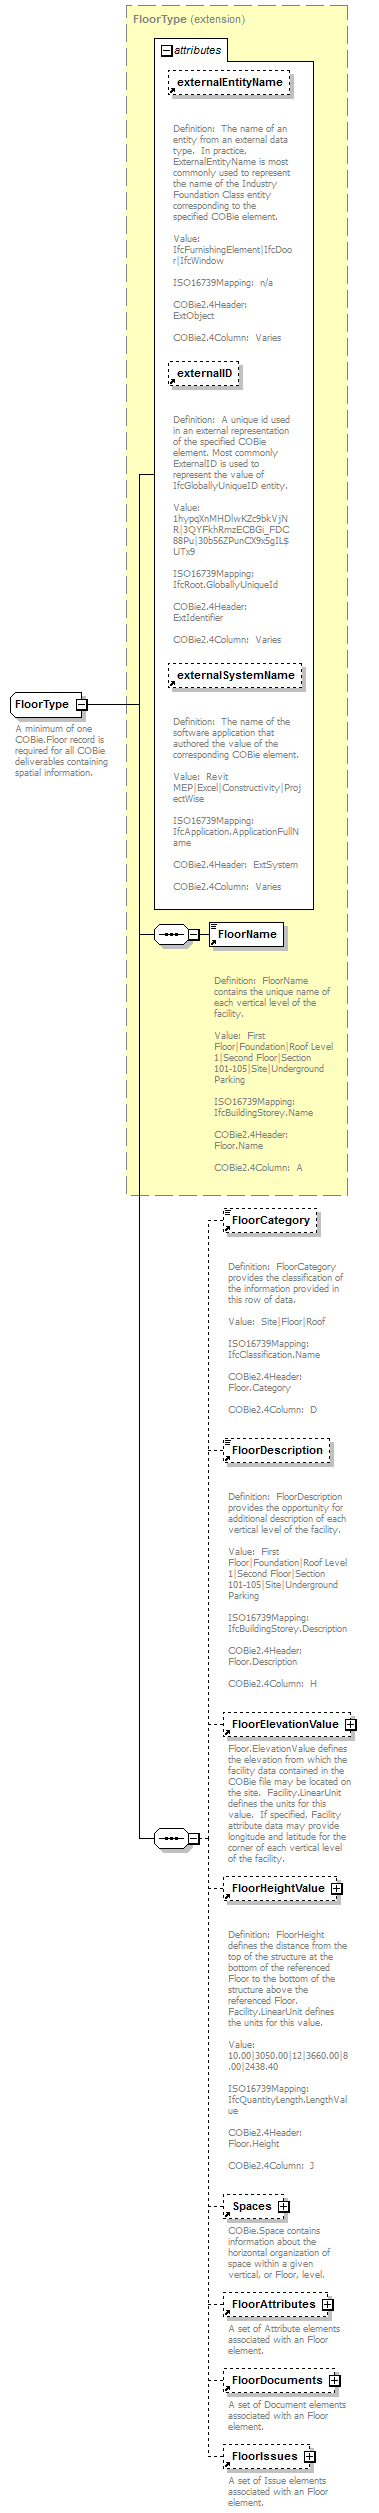 FloorType (extension)
attributes
externalEntityName
Definition:  The name of an
entity from an external data
type.  In practice,
ExternalEntityName is most
commonly used to represent
the name of the Industry
Foundation Class entity
corresponding to the
specified COBie element.
Value:
IfcFurnishingElement|IfcDoo
r|IfcWindow
ISO16739Mapping:  n/a
COBie2.4Header:
ExtObject
COBie2.4Column:  Varies
externalID
Definition:  A unique id used
in an external representation
of the specified COBie
element. Most commonly
ExternalID is used to
represent the value of
IfcGloballyUniqueID entity.
Value:
1hypqXnMHDlwKZc9bkVjN
R|3QYFkhRmzECBGi_FDC
88Pu|30b56ZPunCX9x5gIL$
UTx9
ISO16739Mapping:
IfcRoot.GloballyUniqueId
COBie2.4Header:
ExtIdentifier
COBie2.4Column:  Varies
externalSystemName
Definition:  The name of the
software application that
authored the value of the
corresponding COBie element.
Value:  Revit
MEP|Excel|Constructivity|Proj
ectWise
ISO16739Mapping:
IfcApplication.ApplicationFullN
ame
COBie2.4Header:  ExtSystem
COBie2.4Column:  Varies
FloorType
A minimum of one
COBie.Floor record is
required for all COBie
deliverables containing
spatial information.
FloorName
Definition:  FloorName
contains the unique name of
each vertical level of the
facility.
Value:  First
Floor|Foundation|Roof Level
1|Second Floor|Section
101-105|Site|Underground
Parking
ISO16739Mapping:
IfcBuildingStorey.Name
COBie2.4Header:
Floor.Name
COBie2.4Column:  A
FloorCategory
Definition:  FloorCategory
provides the classification of
the information provided in
this row of data.
Value:  Site|Floor|Roof
ISO16739Mapping:
IfcClassification.Name
COBie2.4Header:
Floor.Category
COBie2.4Column:  D
FloorDescription
Definition:  FloorDescription
provides the opportunity for
additional description of each
vertical level of the facility.
Value:  First
Floor|Foundation|Roof Level
1|Second Floor|Section
101-105|Site|Underground
Parking
ISO16739Mapping:
IfcBuildingStorey.Description
COBie2.4Header:
Floor.Description
COBie2.4Column:  H
FloorElevationValue
Floor.ElevationValue defines
the elevation from which the
facility data contained in the
COBie file may be located on
the site.  Facility.LinearUnit
defines the units for this
value.  If specified, Facility
attribute data may provide
longitude and latitude for the
corner of each vertical level
of the facility.
FloorHeightValue
Definition:  FloorHeight
defines the distance from the
top of the structure at the
bottom of the referenced
Floor to the bottom of the
structure above the
referenced Floor.
Facility.LinearUnit defines
the units for this value.
Value:
10.00|3050.00|12|3660.00|8
.00|2438.40
ISO16739Mapping:
IfcQuantityLength.LengthVal
ue
COBie2.4Header:
Floor.Height
COBie2.4Column:  J
Spaces
COBie.Space contains
information about the
horizontal organization of
space within a given
vertical, or Floor, level.
FloorAttributes
A set of Attribute elements
associated with an Floor
element.
FloorDocuments
A set of Document elements
associated with an Floor
element.
FloorIssues
A set of Issue elements
associated with an Floor
element.